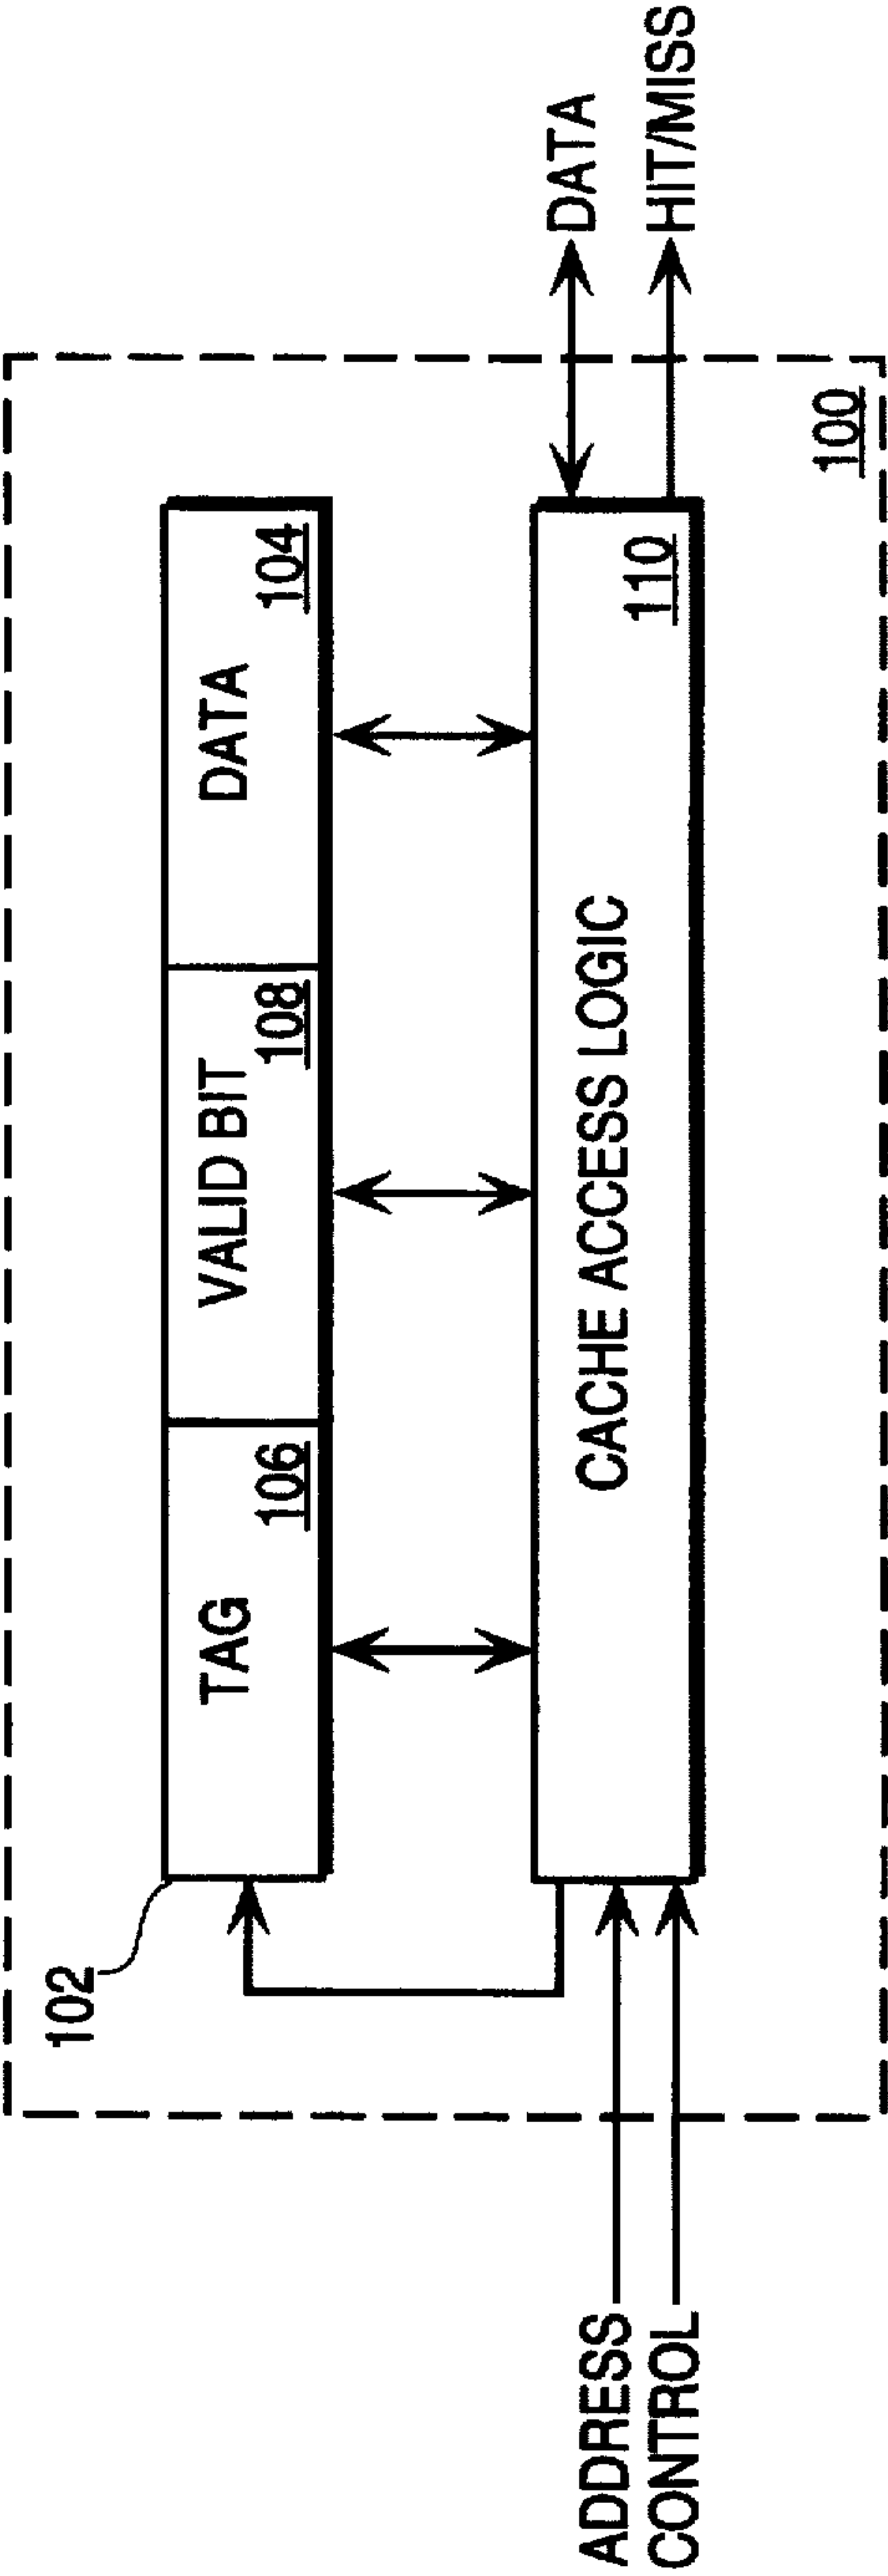 102
TAG
106
VALID BIT
108
DATA
104
CACHE ACCESS LOGIC
110
ADDRESS
CONTROL
DATA
HIT/MISS
100